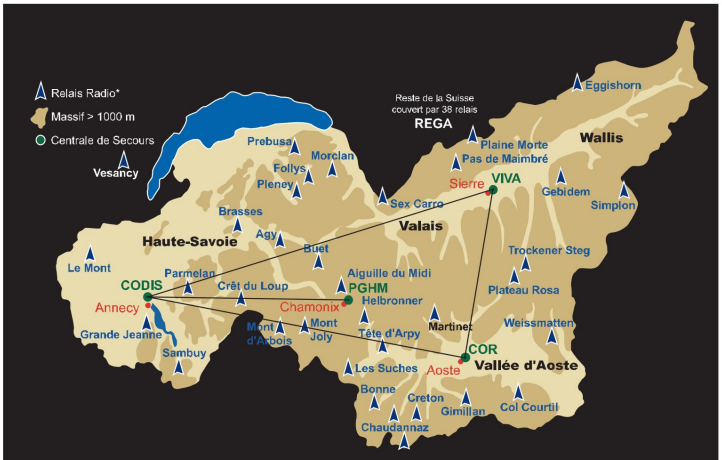 Relais Radio*
Massif > 1000 m
Centrale de Secours
Vesancy
Reste de la Suisse
couvert par 38 relais
REGA
Eggishorn
Plaine Morte
Pas de Maimbré
Wallis
VIVA
Sierre
Gebidem
Simplon
Prebusa
Morclan
Follys
Pleney
Sex Carro
Valais
Brasses
Agy
Haute-Savoie
Buet
Le Mont
Trockener Steg
Plateau Rosa
CODIS
Parmelan
Crêt du Loup
Aiguille du Midi
PGHM
Helbronner
Annecy
Chamonix
Grande Jeanne
Mont
d'Arbois
Mont
Joly
Tête d'Arpy
Martinet
Weissmatten
COR
Aoste
Vallée d'Aoste
Sambuy
Les Suches
Bonne
Creton
Gimillan
Col Courtil
Chaudannaz